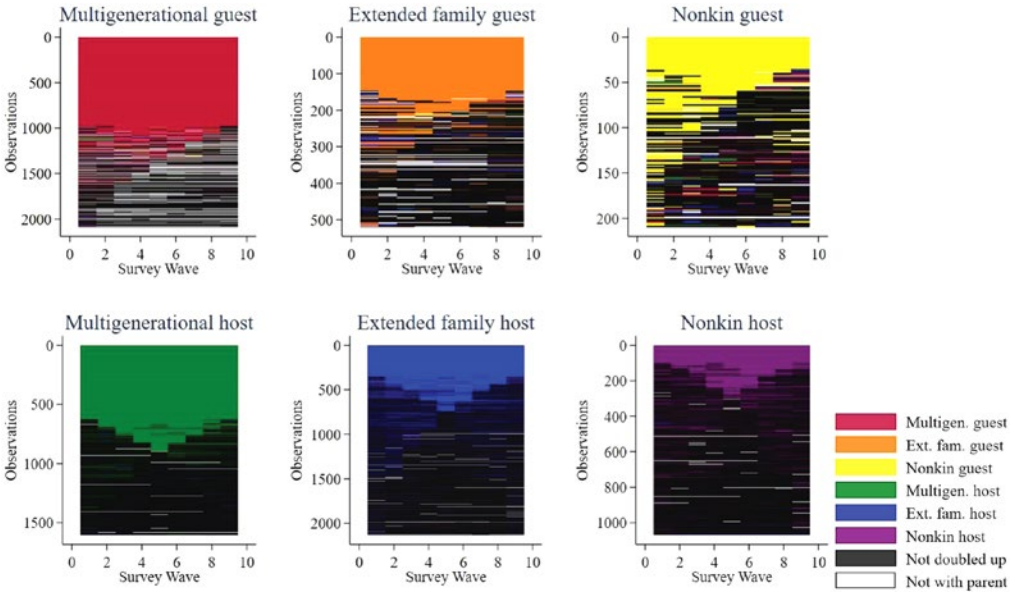 Multigenerational guest
Extended family guest
Nonkin guest
Observations
0
500
1000
1500
2000
0 2 4 6 8 10
Survey Wave
Observations
0
100
200
300
400
500
0 2 4 6 8 10
Survey Wave
Observations
0
50
100
150
200
0 2 4 6 8 10
Survey Wave
Multigenerational host
Extended family host
Nonkin host
Observations
0
500
1000
1500
0 2 4 6 8 10
Survey Wave
Observations
0
500
1000
1500
2000
0 2 4 6 8 10
Survey Wave
Observations
0
200
400
600
800
1000
0 2 4 6 8 10
Survey Wave
Multigen. guest
Ext. fam. guest
Nonkin guest
Multigen. host
Ext. fam. host
Nonkin host
Not doubled up
Not with parent